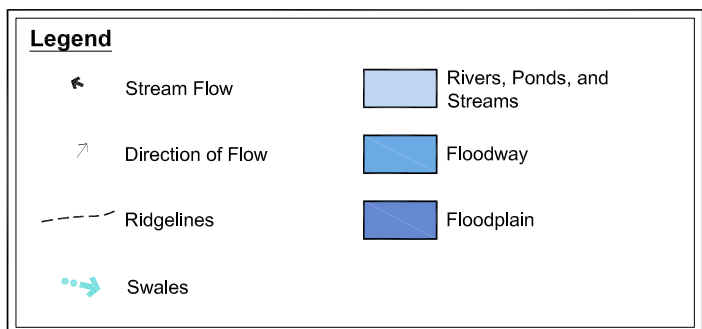 Legend
Stream Flow
Direction of Flow
Ridgelines
Swales
Rivers, Ponds, and
Streams
Floodway
Floodplain